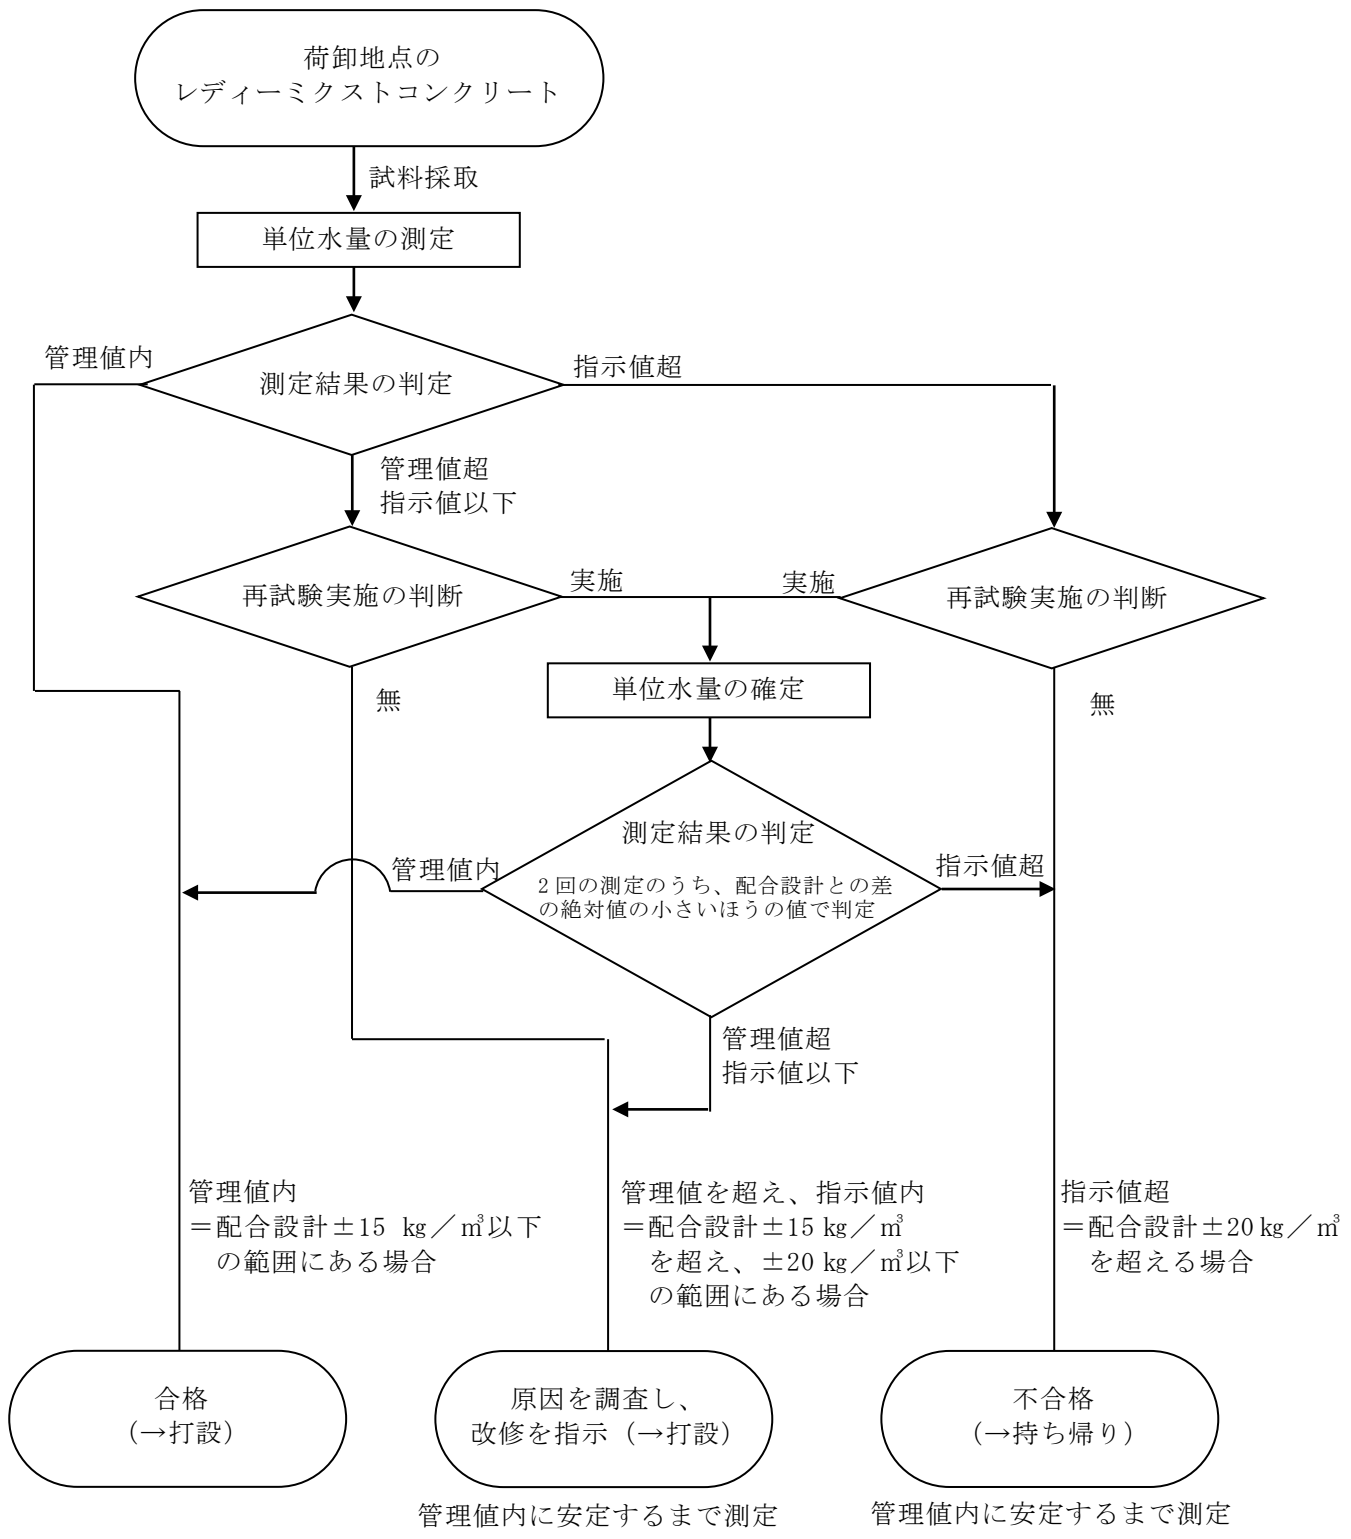 荷卸地点の
レディーミクストコンクリート
試料採取
単位水量の測定
管理値内
測定結果の判定
指示値超
管理値超
指示値以下
再試験実施の判断
実施
実施
再試験実施の判断
単位水量の確定
無
無
測定結果の判定
2回の測定のうち、配合設計との差
の絶対値の小さいほうの値で判定
管理値内
指示値超
管理値超
指示値以下
管理値内
＝配合設計±15 ㎏／㎥以下
の範囲にある場合
管理値を超え、指示値内
＝配合設計±15 ㎏／㎥
を超え、±20 ㎏／㎥以下
の範囲にある場合
指示値超
＝配合設計±20 ㎏／㎥
を超える場合
合格
（→打設）
原因を調査し、
改修を指示（→打設）
不合格
（→持ち帰り）
管理値内に安定するまで測定
管理値内に安定するまで測定